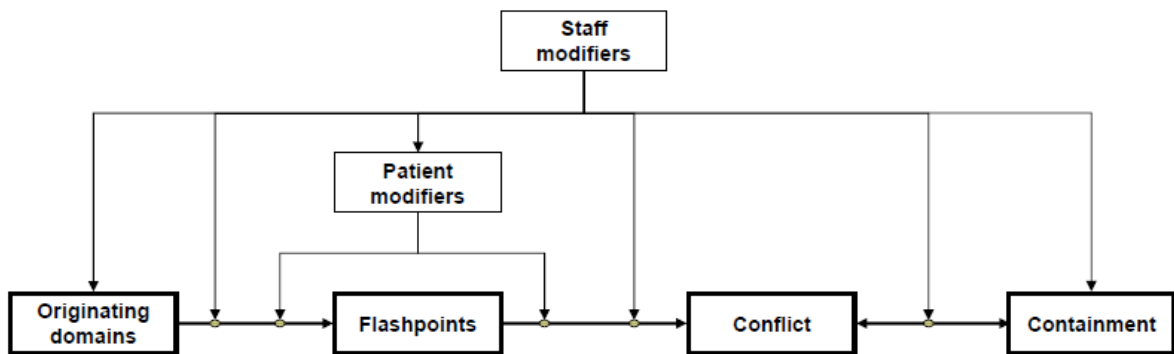 Staff
modifiers
Patient
modifiers
Originating
domains
Flashpoints
Conflict
Containment